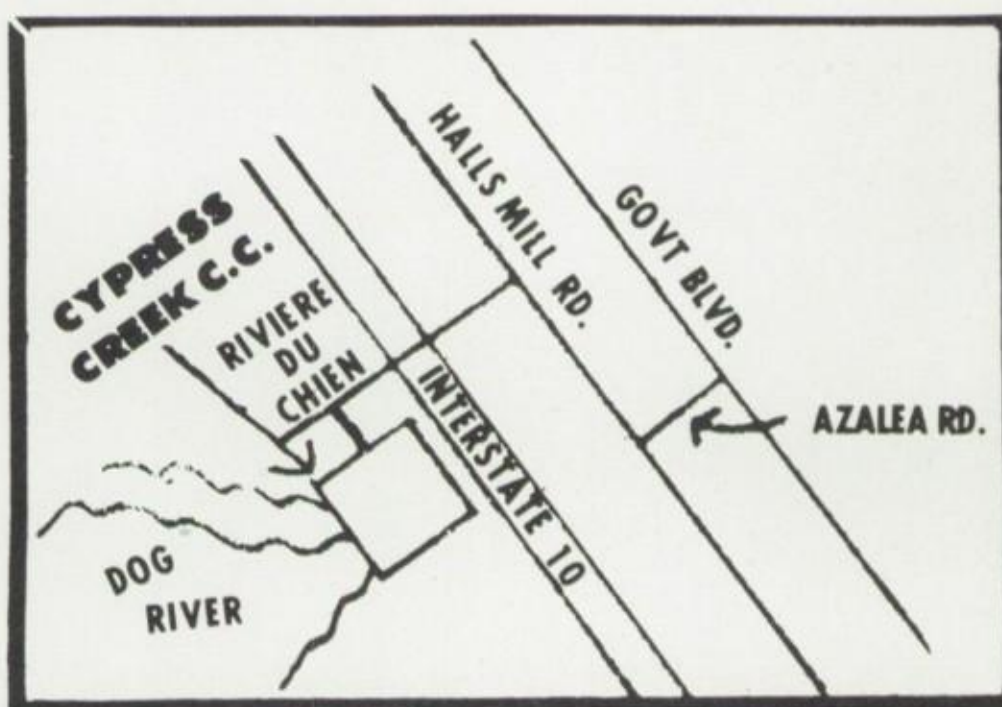 CYPRESS
CREEK C.C.
RIVIERE
DU
CHIEN
HALLS MILL RD.
GOVT BLVD.
INTERSTATE 10
AZALEA RD.
DOG
RIVER